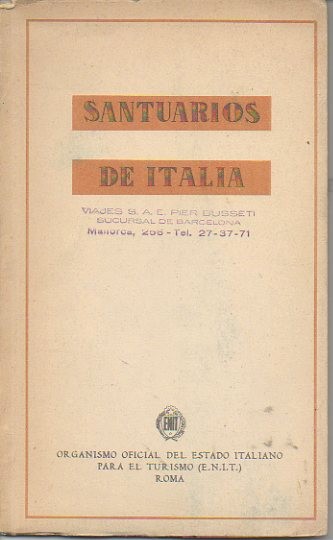 SANTUARIOS
DE ITALIA
VIAJES S. A. E. PIER BUSSETI
SUCURSAL DE BARCELONA
Mallorca, 256 - Tel. 27-37-71
ENIT
ORGANISMO OFICIAL DEL ESTADO ITALIANO
PARA EL TURISMO (E.N.I.T.)
ROMA